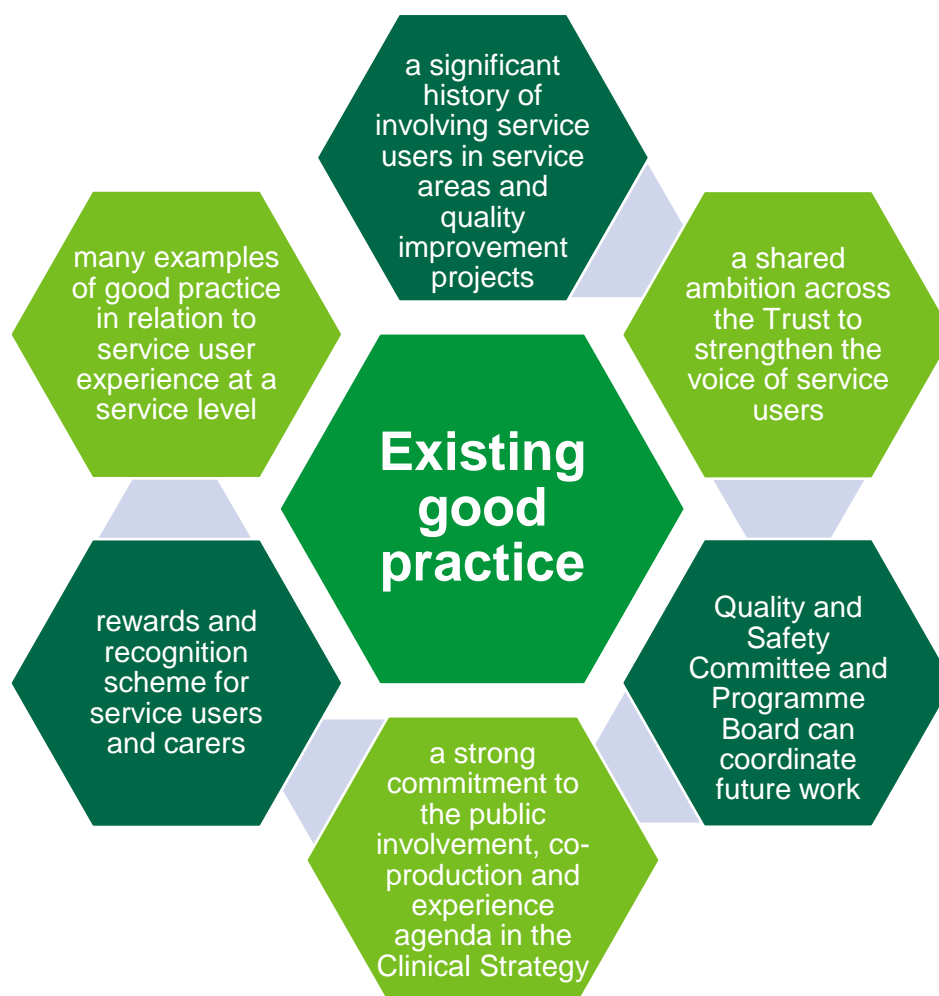 a significant
history of
involving service
users in service
areas and
quality
improvement
projects
a shared
ambition across
the Trust to
strengthen the
voice of service
users
Quality and
Safety
Committee and
Programme
Board can
coordinate
future work
a strong
commitment to
the public
involvement, co-
production and
experience
agenda in the
Clinical Strategy
rewards and
recognition
scheme for
service users
and carers
many examples
of good practice
in relation to
service user
experience at a
service level
Existing
good
practice